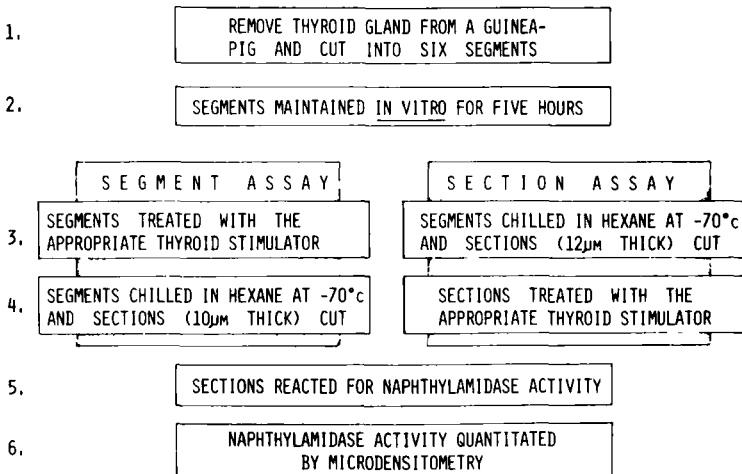 1. REMOVE THYROID GLAND FROM A GUINEA-
PIG AND CUT INTO SIX SEGMENTS
2. SEGMENTS MAINTAINED IN VITRO FOR FIVE HOURS
SEGMENT ASSAY
3. SEGMENTS TREATED WITH THE
APPROPRIATE THYROID STIMULATOR
4. SEGMENTS CHILLED IN HEXANE AT -70°c
AND SECTIONS (10µM THICK) CUT
SECTION ASSAY
SEGMENTS CHILLED IN HEXANE AT -70°c
AND SECTIONS (12µM THICK) CUT
SECTIONS TREATED WITH THE
APPROPRIATE THYROID STIMULATOR
5. SECTIONS REACTED FOR NAPHTHYLAMIDASE ACTIVITY
6. NAPHTHYLAMIDASE ACTIVITY QUANTITATED
BY MICRODENSITOMETRY